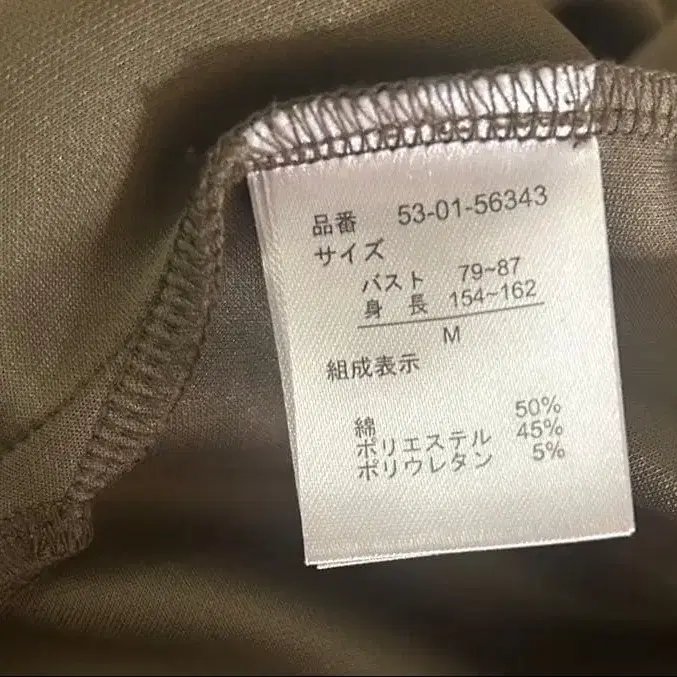 品番 53-01-56343
サイズ
バスト 79~87
身 長 154~162
M
組成表示
綿 50%
ポリエステル 45%
ポリウレタン 5%